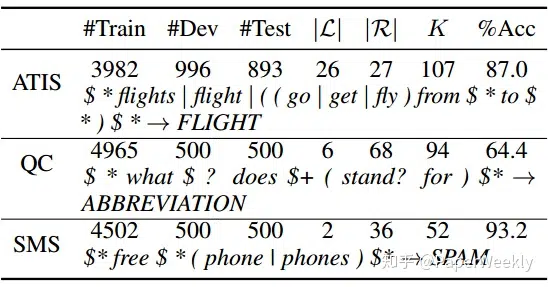 #Train #Dev #Test |ℒ| |ℛ| K %Acc
ATIS 3982 996 893 26 27 107 87.0
$ * flights | flight | ( ( go | get | fly ) from $ * to $
* ) $ * → FLIGHT
QC 4965 500 500 6 68 94 64.4
$ * what $ ? does $+ ( stand? for ) $* →
ABBREVIATION
SMS 4502 500 500 2 36 52 93.2
$* free $ * ( phone | phones ) $* → SPAM
知乎 @PaperWeekly